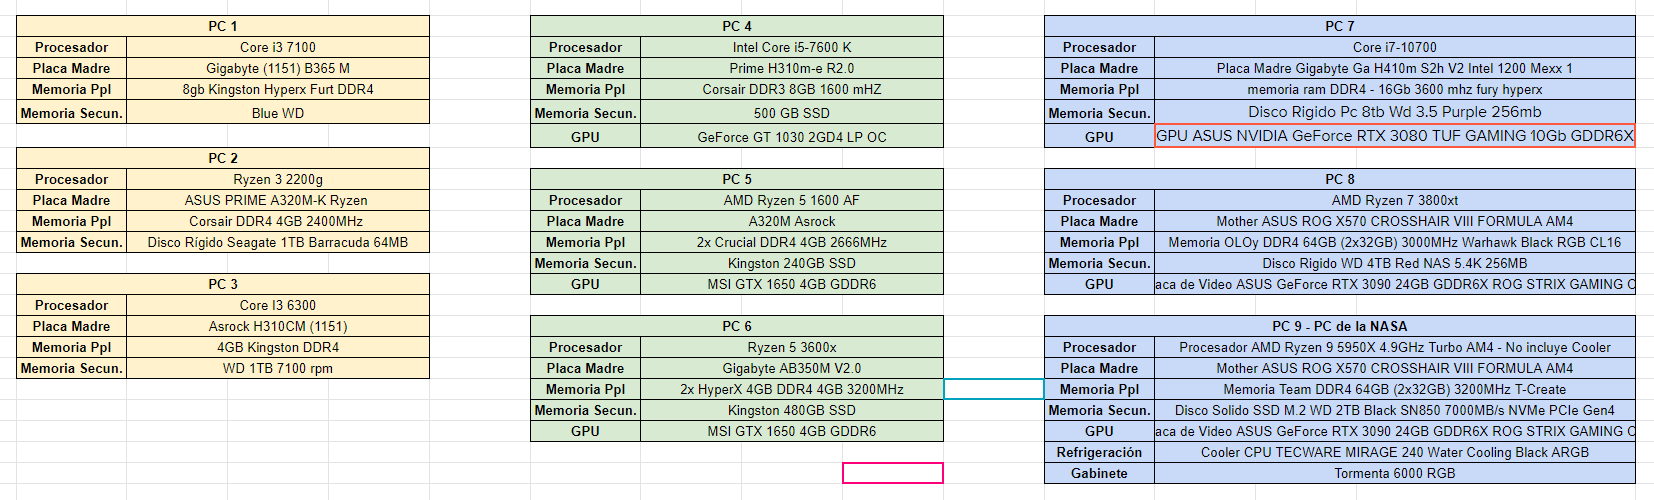 PC 1
Procesador Core i3 7100
Placa Madre Gigabyte (1151) B365 M
Memoria Ppl 8gb Kingston Hyperx Furt DDR4
Memoria Secun. Blue WD
PC 2
Procesador Ryzen 3 2200g
Placa Madre ASUS PRIME A320M-K Ryzen
Memoria Ppl Corsair DDR4 4GB 2400MHz
Memoria Secun. Disco Rígido Seagate 1TB Barracuda 64MB
PC 3
Procesador Core I3 6300
Placa Madre Asrock H310CM (1151)
Memoria Ppl 4GB Kingston DDR4
Memoria Secun. WD 1TB 7100 rpm
PC 4
Procesador Intel Core i5-7600 K
Placa Madre Prime H310m-e R2.0
Memoria Ppl Corsair DDR3 8GB 1600 mHZ
Memoria Secun. 500 GB SSD
GPU GeForce GT 1030 2GD4 LP OC
PC 5
Procesador AMD Ryzen 5 1600 AF
Placa Madre A320M Asrock
Memoria Ppl 2x Crucial DDR4 4GB 2666MHz
Memoria Secun. Kingston 240GB SSD
GPU MSI GTX 1650 4GB GDDR6
PC 6
Procesador Ryzen 5 3600x
Placa Madre Gigabyte AB350M V2.0
Memoria Ppl 2x HyperX 4GB DDR4 4GB 3200MHz
Memoria Secun. Kingston 480GB SSD
GPU MSI GTX 1650 4GB GDDR6
PC 7
Procesador Core i7-10700
Placa Madre Placa Madre Gigabyte Ga H410m S2h V2 Intel 1200 Mexx 1
Memoria Ppl memoria ram DDR4 - 16Gb 3600 mhz fury hyperx
Memoria Secun. Disco Rigido Pc 8tb Wd 3.5 Purple 256mb
GPU GPU ASUS NVIDIA GeForce RTX 3080 TUF GAMING 10Gb GDDR6X
PC 8
Procesador AMD Ryzen 7 3800xt
Placa Madre Mother ASUS ROG X570 CROSSHAIR VIII FORMULA AM4
Memoria Ppl Memoria OLOy DDR4 64GB (2x32GB) 3000MHz Warhawk Black RGB CL16
Memoria Secun. Disco Rigido WD 4TB Red NAS 5.4K 256MB
GPU aca de Video ASUS GeForce RTX 3090 24GB GDDR6X ROG STRIX GAMING O
PC 9 - PC de la NASA
Procesador Procesador AMD Ryzen 9 5950X 4.9GHz Turbo AM4 - No incluye Cooler
Placa Madre Mother ASUS ROG X570 CROSSHAIR VIII FORMULA AM4
Memoria Ppl Memoria Team DDR4 64GB (2x32GB) 3200MHz T-Create
Memoria Secun. Disco Solido SSD M.2 WD 2TB Black SN850 7000MB/s NVMe PCIe Gen4
GPU aca de Video ASUS GeForce RTX 3090 24GB GDDR6X ROG STRIX GAMING O
Refrigeración Cooler CPU TECWARE MIRAGE 240 Water Cooling Black ARGB
Gabinete Tormenta 6000 RGB